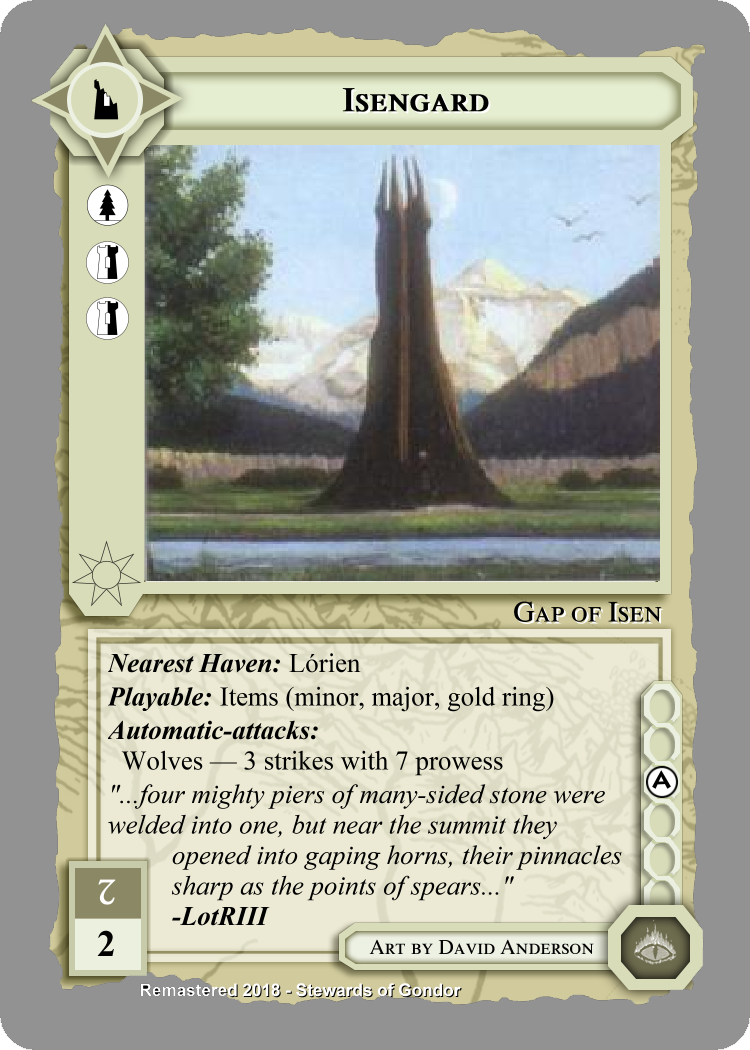 Isengard
Gap of Isen
Nearest Haven: Lórien
Playable: Items (minor, major, gold ring)
Automatic-attacks:
Wolves — 3 strikes with 7 prowess
"...four mighty piers of many-sided stone were
welded into one, but near the summit they
opened into gaping horns, their pinnacles
sharp as the points of spears..."
-LotRIII
A
2
2
Art by David Anderson
Remastered 2018 - Stewards of Gondor